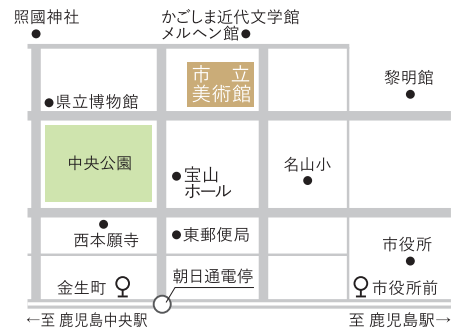 照國神社
かごしま近代文学館
メルヘン館
市 立
美術館
黎明館
県立博物館
中央公園
宝山
ホール
名山小
西本願寺
東郵便局
市役所
朝日通電停
金生町
市役所前
←至 鹿児島中央駅
至 鹿児島駅→